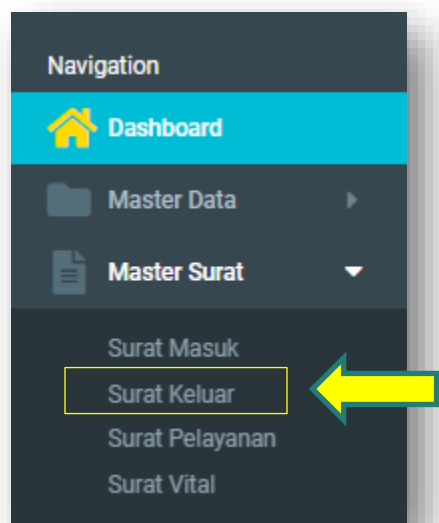 Navigation
Dashboard
Master Data
Master Surat
Surat Masuk
Surat Keluar
Surat Pelayanan
Surat Vital